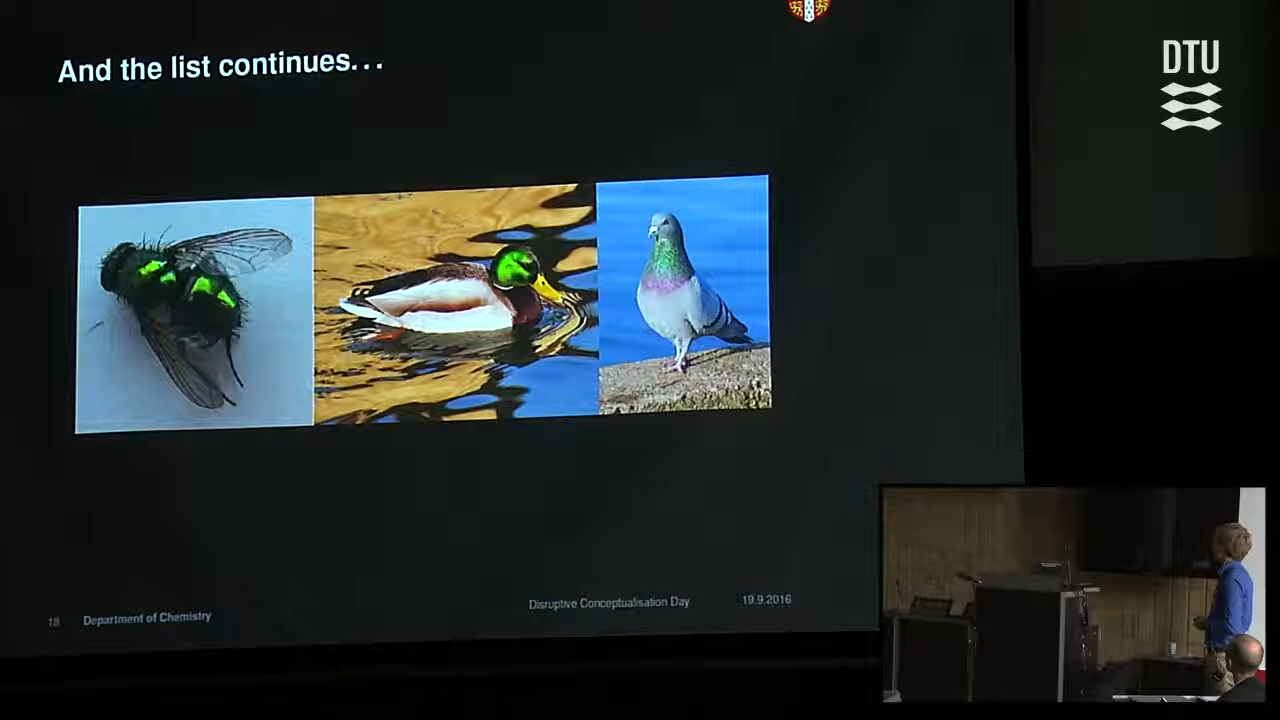 And the list continues...
DTU
18 Department of Chemistry Disruptive Conceptualisation Day 19.9.2016